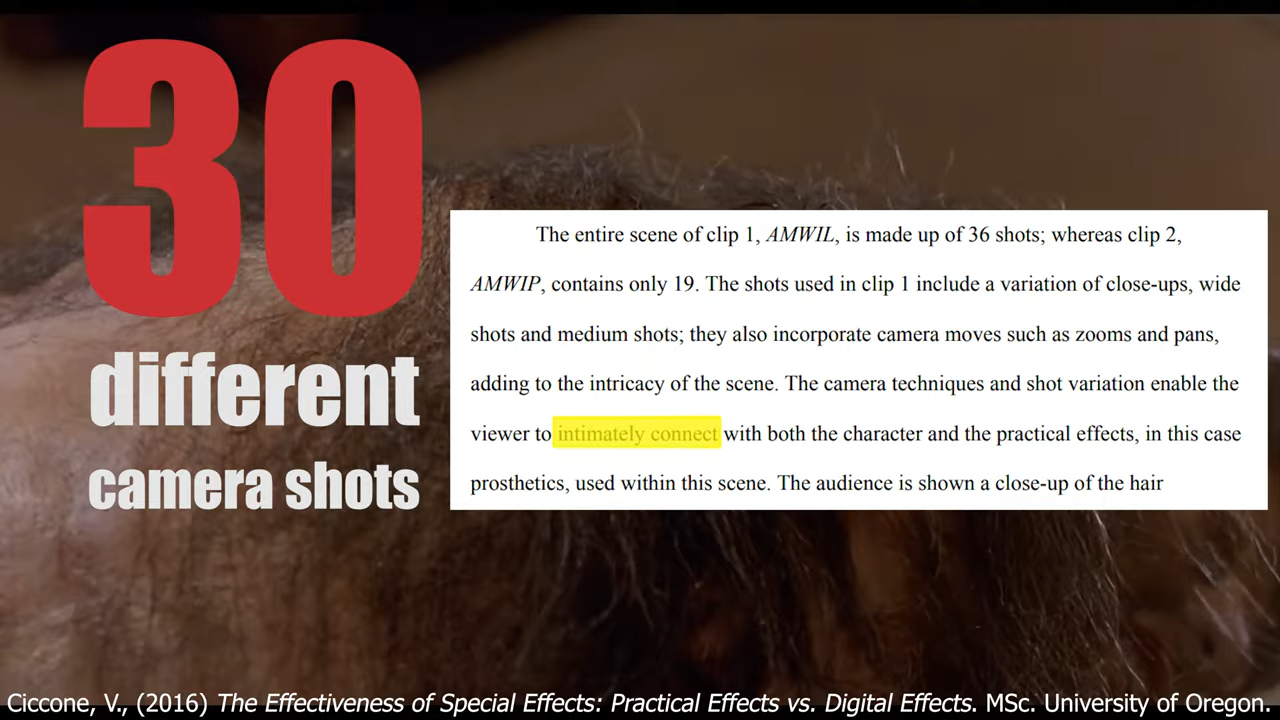 30
different
camera shots
The entire scene of clip 1, AMWIL, is made up of 36 shots; whereas clip 2,
AMWIP, contains only 19. The shots used in clip 1 include a variation of close-ups, wide
shots and medium shots; they also incorporate camera moves such as zooms and pans,
adding to the intricacy of the scene. The camera techniques and shot variation enable the
viewer to intimately connect with both the character and the practical effects, in this case
prosthetics, used within this scene. The audience is shown a close-up of the hair
Ciccone, V., (2016) The Effectiveness of Special Effects: Practical Effects vs. Digital Effects. MSc. University of Oregon.